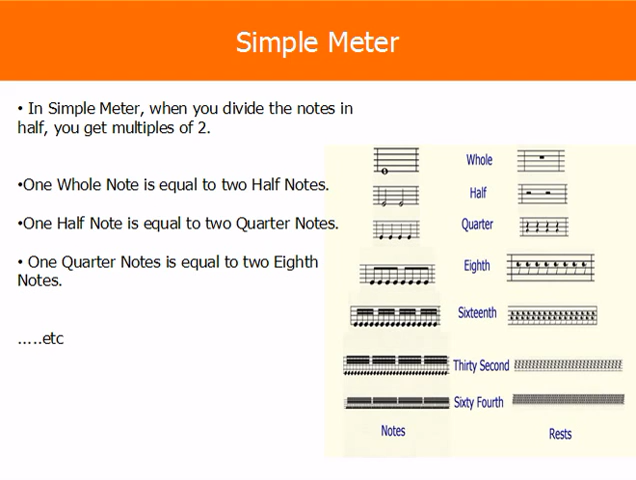 Simple Meter
• In Simple Meter, when you divide the notes in
half, you get multiples of 2.
•One Whole Note is equal to two Half Notes.
•One Half Note is equal to two Quarter Notes.
• One Quarter Notes is equal to two Eighth
Notes.
.....etc
Whole
Half
Quarter
Eighth
Sixteenth
Thirty Second
Sixty Fourth
Notes
Rests